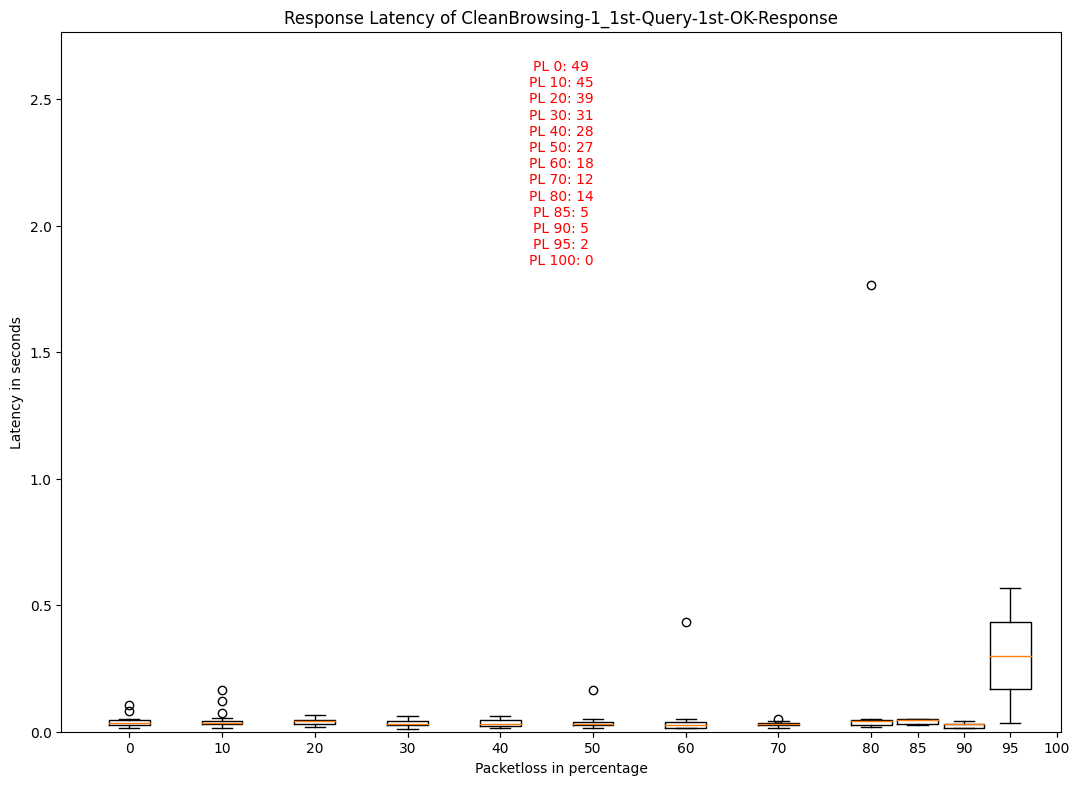 Response Latency of CleanBrowsing-1_1st-Query-1st-OK-Response
PL 0: 49
PL 10: 45
PL 20: 39
PL 30: 31
PL 40: 28
PL 50: 27
PL 60: 18
PL 70: 12
PL 80: 14
PL 85: 5
PL 90: 5
PL 95: 2
PL 100: 0
Latency in seconds
2.5
2.0
1.5
1.0
0.5
0.0
0 10 20 30 40 50 60 70 80 85 90 95 100
Packetloss in percentage